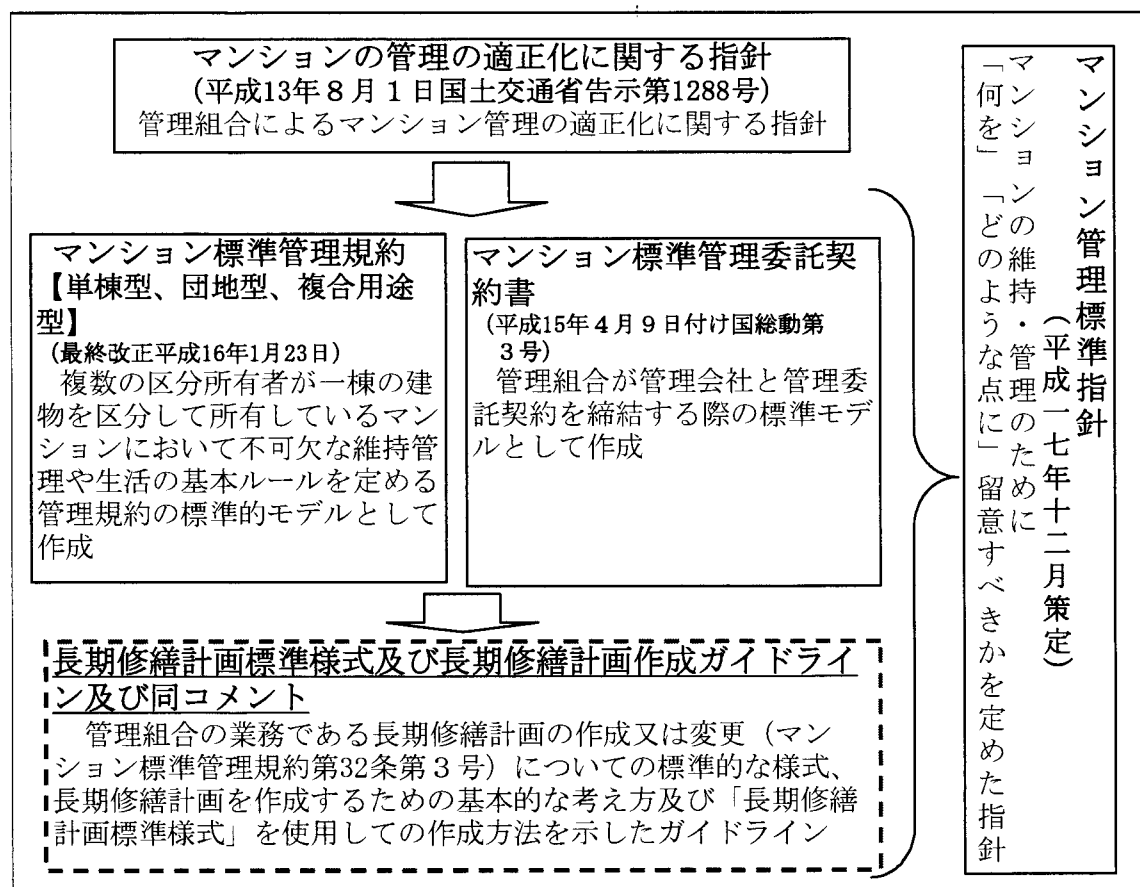 マンションの管理の適正化に関する指針
(平成13年8月1日国土交通省告示第1288号)
管理組合によるマンション管理の適正化に関する指針
マンション標準管理規約
【単棟型、団地型、複合用途
型】
(最終改正平成16年1月23日)
複数の区分所有者が一棟の建
物を区分して所有しているマン
ションにおいて不可欠な維持管
理や生活の基本ルールを定める
管理規約の標準的モデルとして
作成
マンション標準管理委託契
約書
(平成15年4月9日付け国総動第
3号)
管理組合が管理会社と管理委
託契約を締結する際の標準モデ
ルとして作成
長期修繕計画標準様式及び長期修繕計画作成ガイドライ
ン及び同コメント
管理組合の業務である長期修繕計画の作成又は変更(マン
ション標準管理規約第32条第3号)についての標準的な様式、
長期修繕計画を作成するための基本的な考え方及び「長期修繕
計画標準様式」を使用しての作成方法を示したガイドライン
マンション管理標準指針
(平成一七年十二月策定)
マンションの維持・管理のために
「何を」「どのような点に」留意すべきかを定めた指針